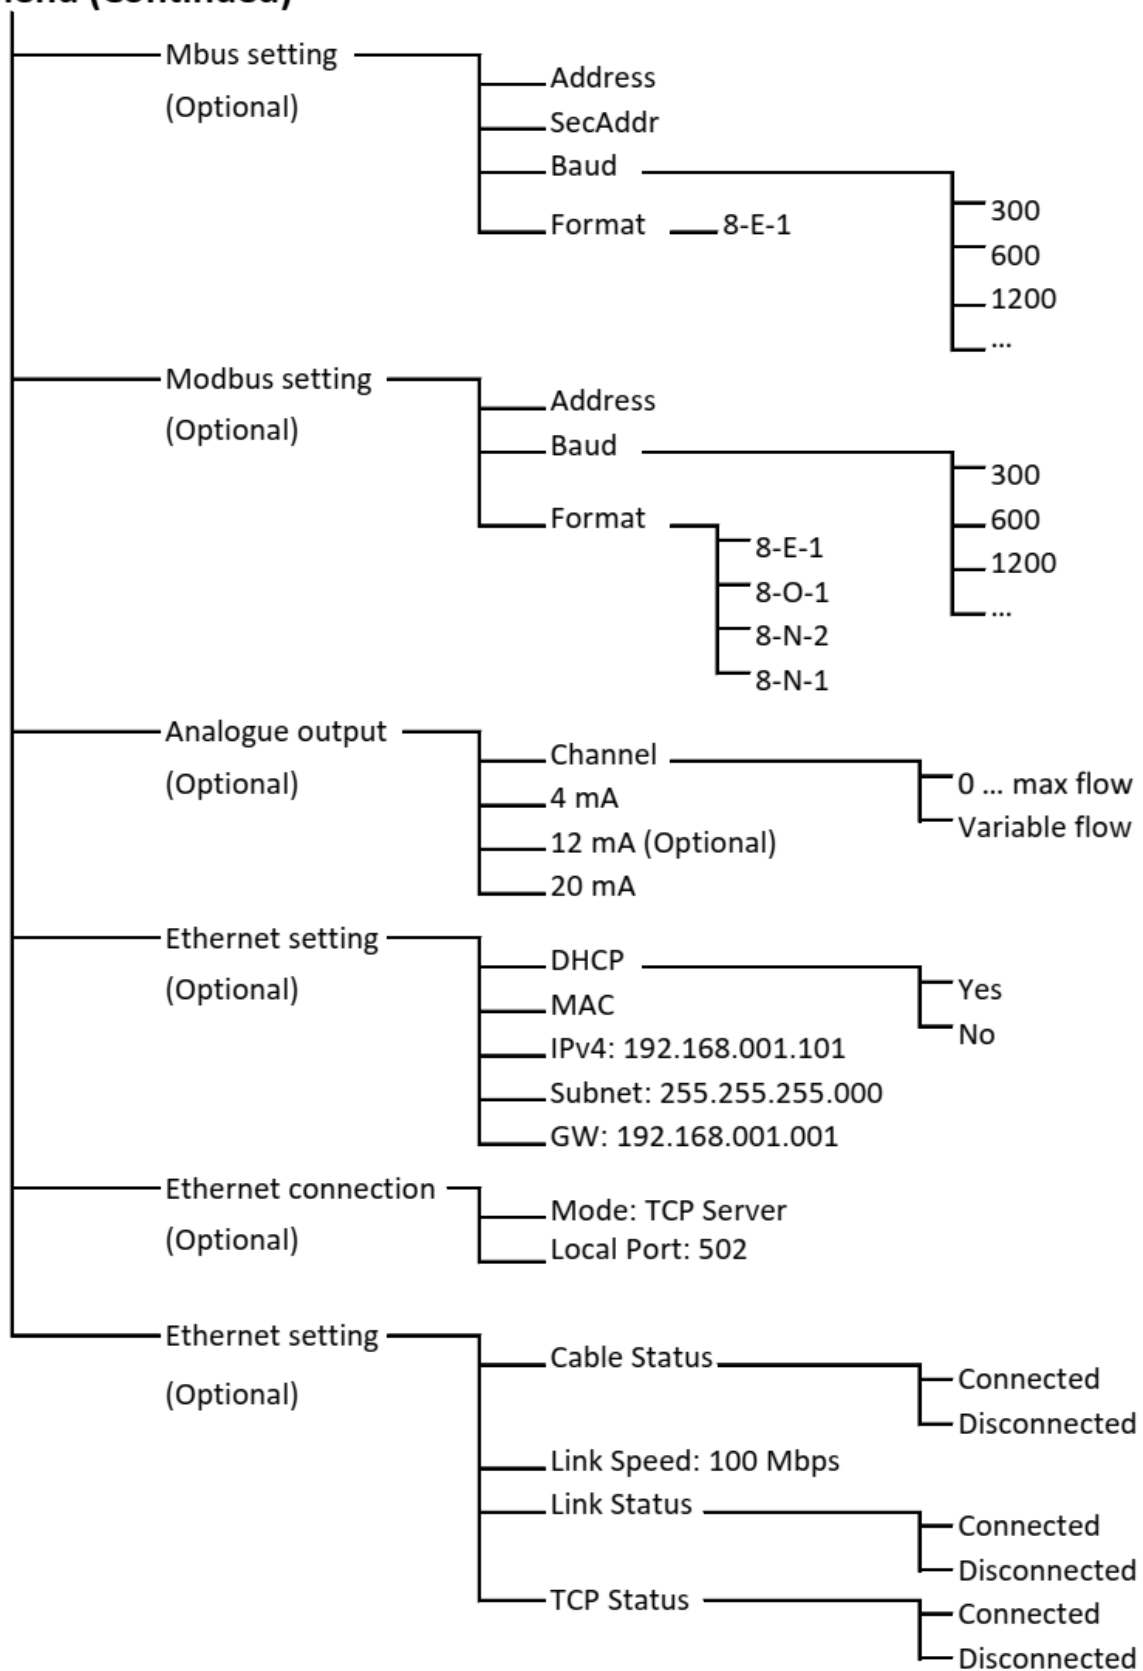 (Continued)
Mbus setting
(Optional)
Address
SecAddr
Baud
300
600
1200
...
Format
8-E-1
Modbus setting
(Optional)
Address
Baud
300
600
1200
...
Format
8-E-1
8-O-1
8-N-2
8-N-1
Analogue output
(Optional)
Channel
0 ... max flow
Variable flow
4 mA
12 mA (Optional)
20 mA
Ethernet setting
(Optional)
DHCP
Yes
No
MAC
IPv4: 192.168.001.101
Subnet: 255.255.255.000
GW: 192.168.001.001
Ethernet connection
(Optional)
Mode: TCP Server
Local Port: 502
Ethernet setting
(Optional)
Cable Status
Connected
Disconnected
Link Speed: 100 Mbps
Link Status
Connected
Disconnected
TCP Status
Connected
Disconnected